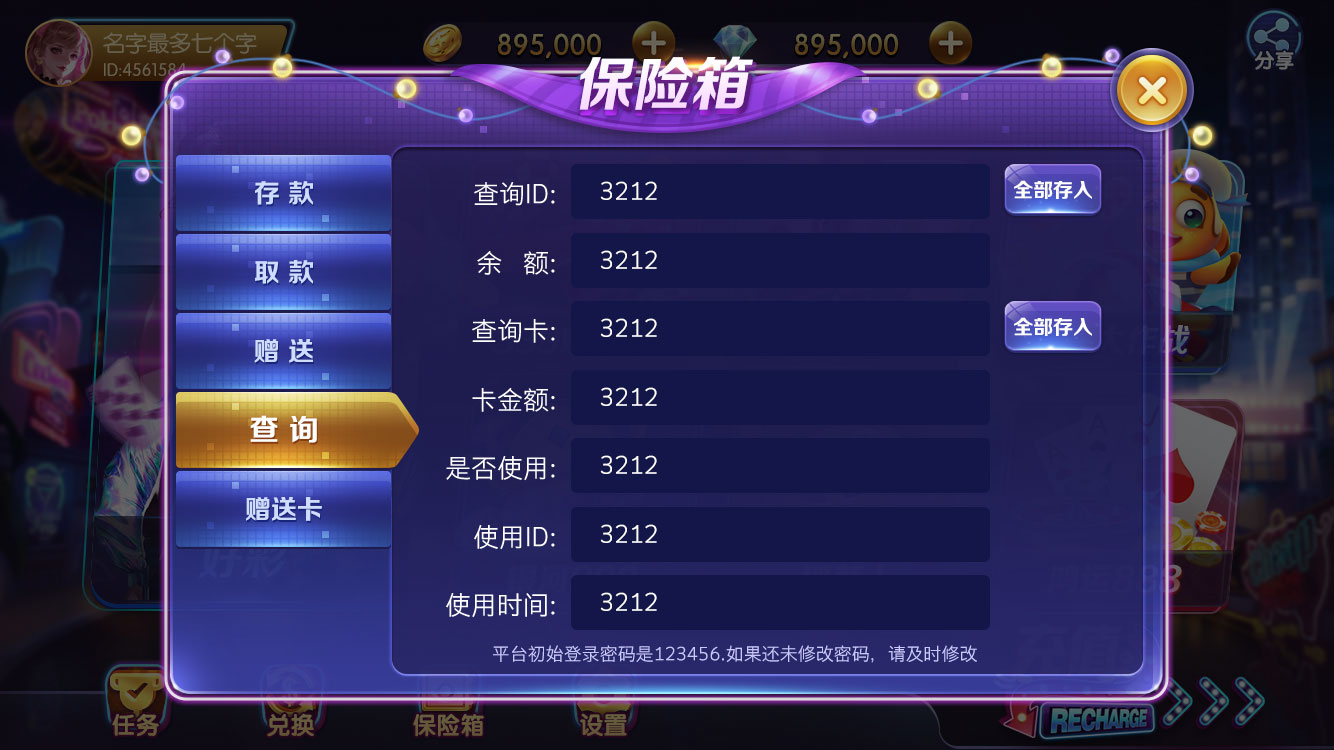 名字最多七个字
ID:4561584
895,000
895,000
分享
保险箱
存款
取款
赠送
查询
赠送卡
查询ID: 3212 全部存入
余 额: 3212
查询卡: 3212 全部存入
卡金额: 3212
是否使用: 3212
使用ID: 3212
使用时间: 3212
平台初始登录密码是123456.如果还未修改密码，请及时修改
任务
兑换
保险箱
设置
RECHARGE